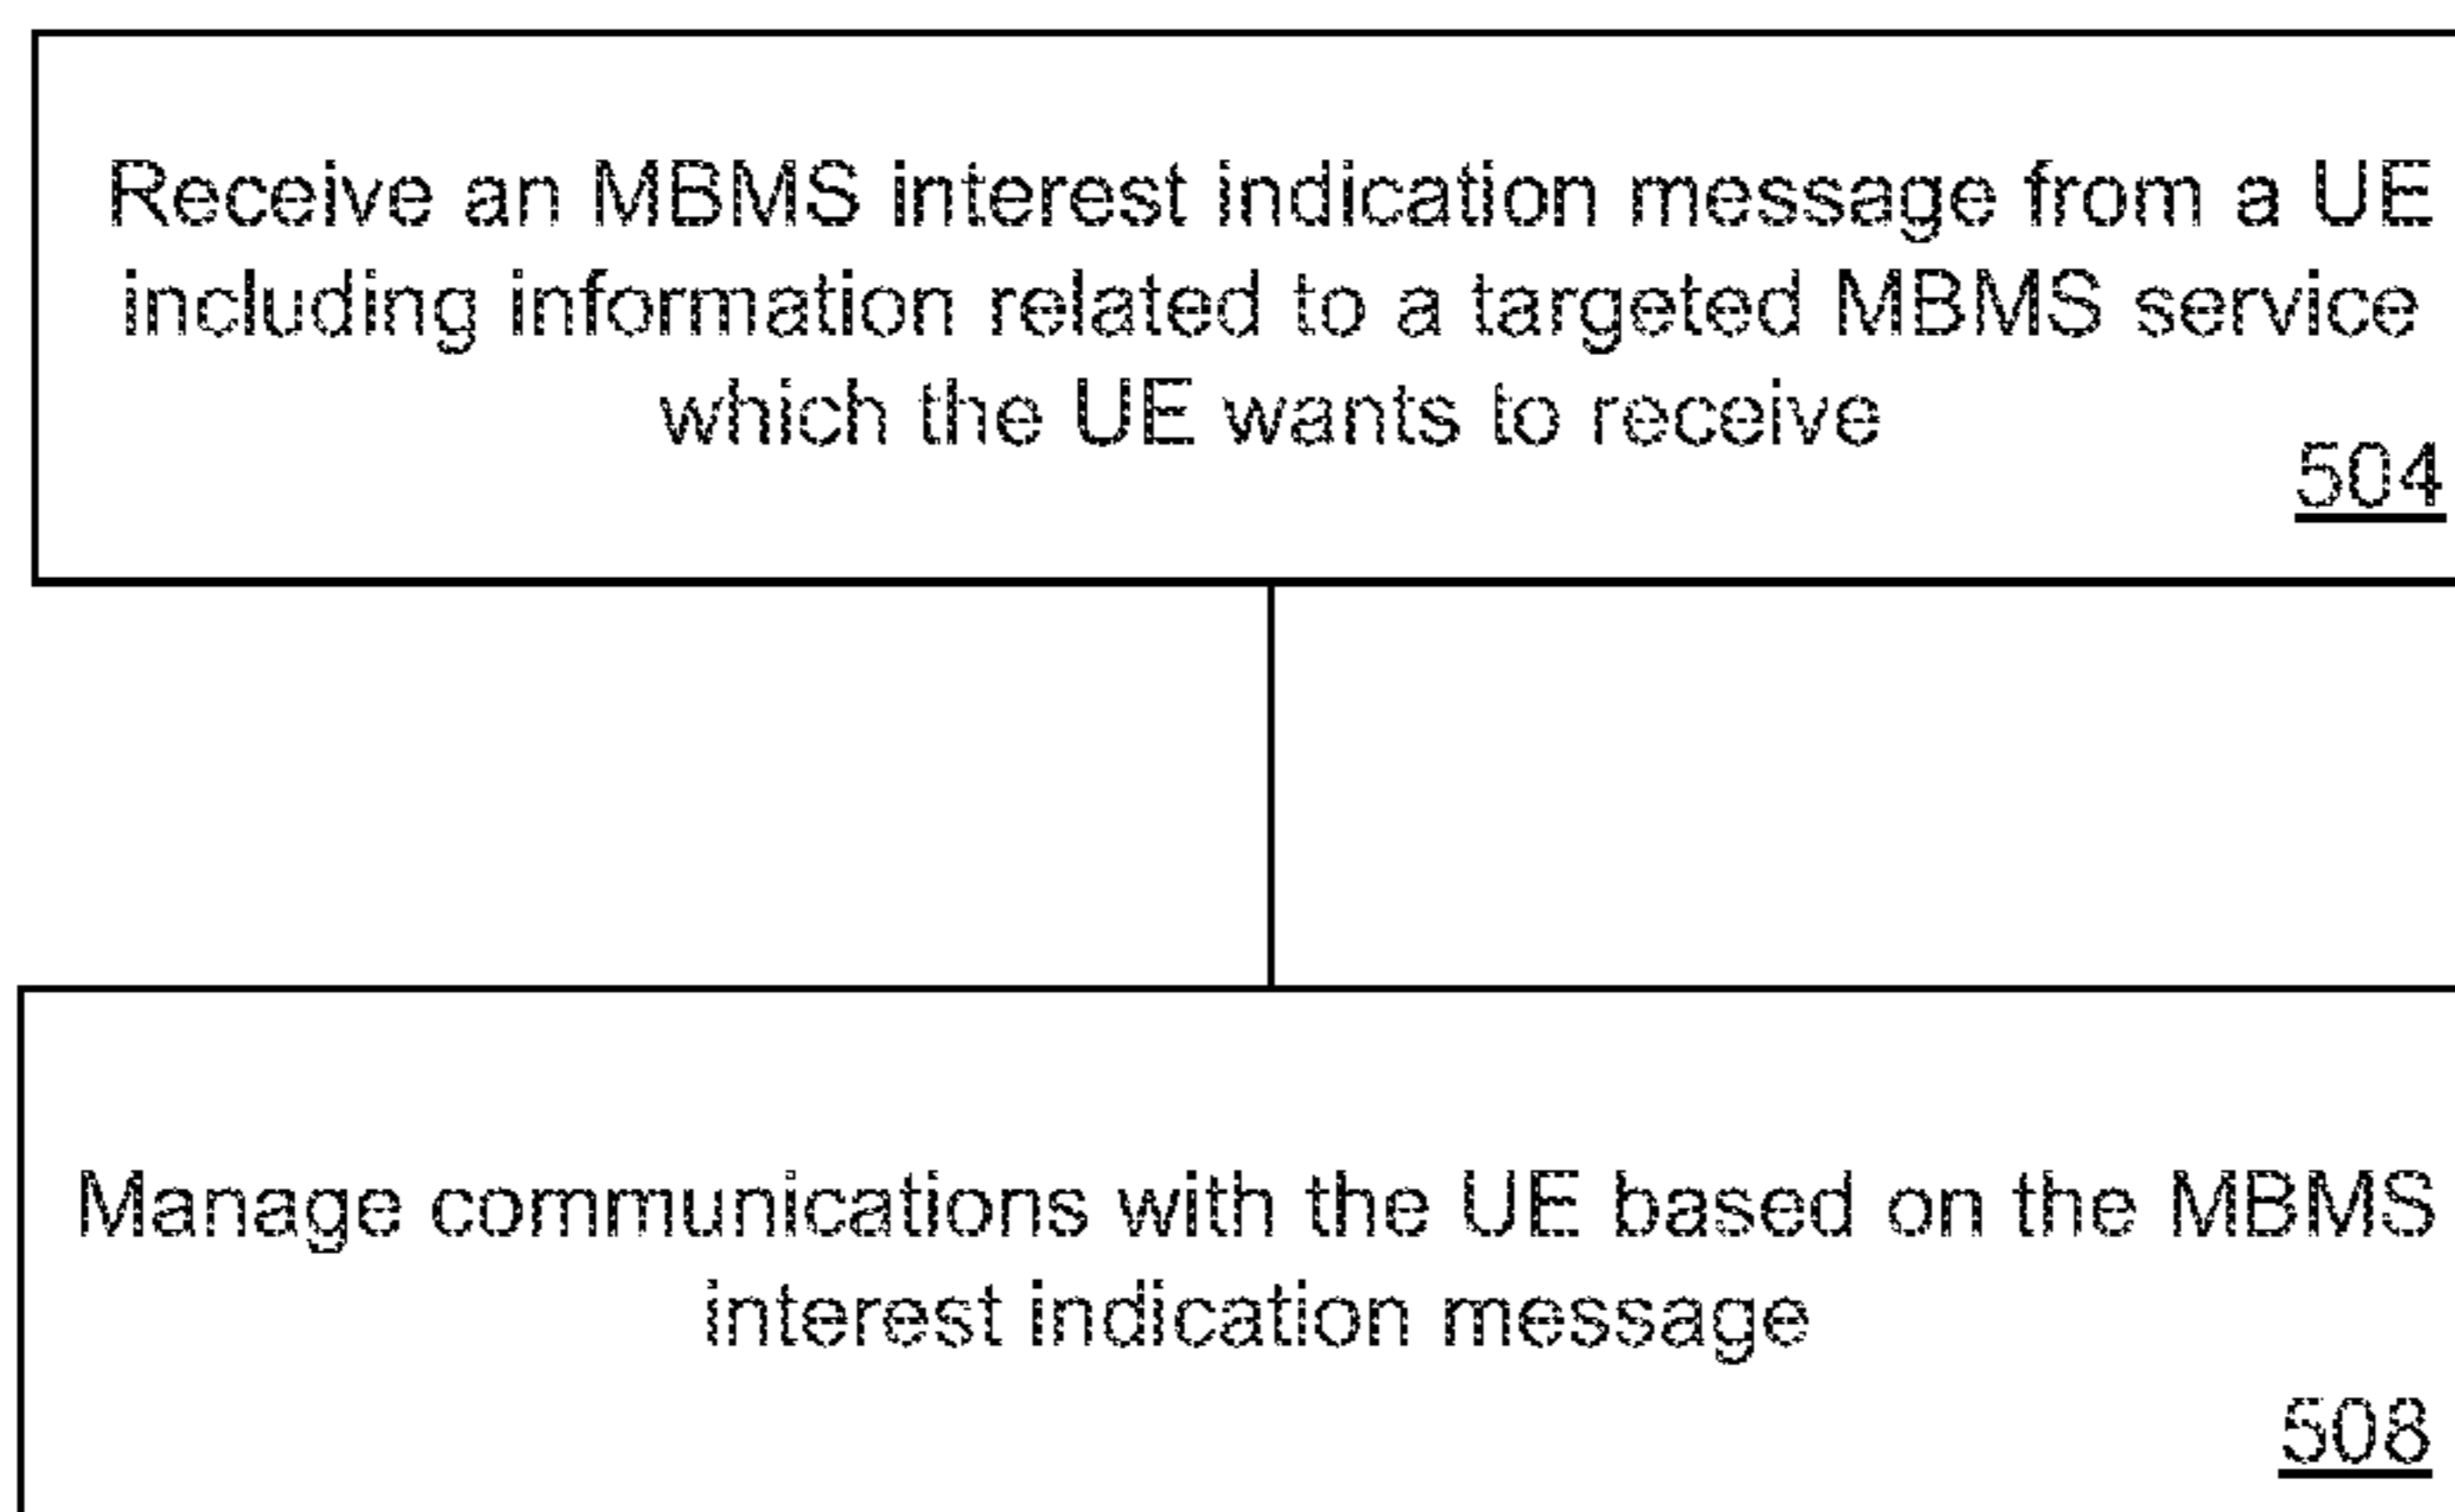 Receive an MBMS interest indication message from a UE
including information related to a targeted MBMS service
which the UE wants to receive
504
Manage communications with the UE based on the MBMS
interest indication message
508